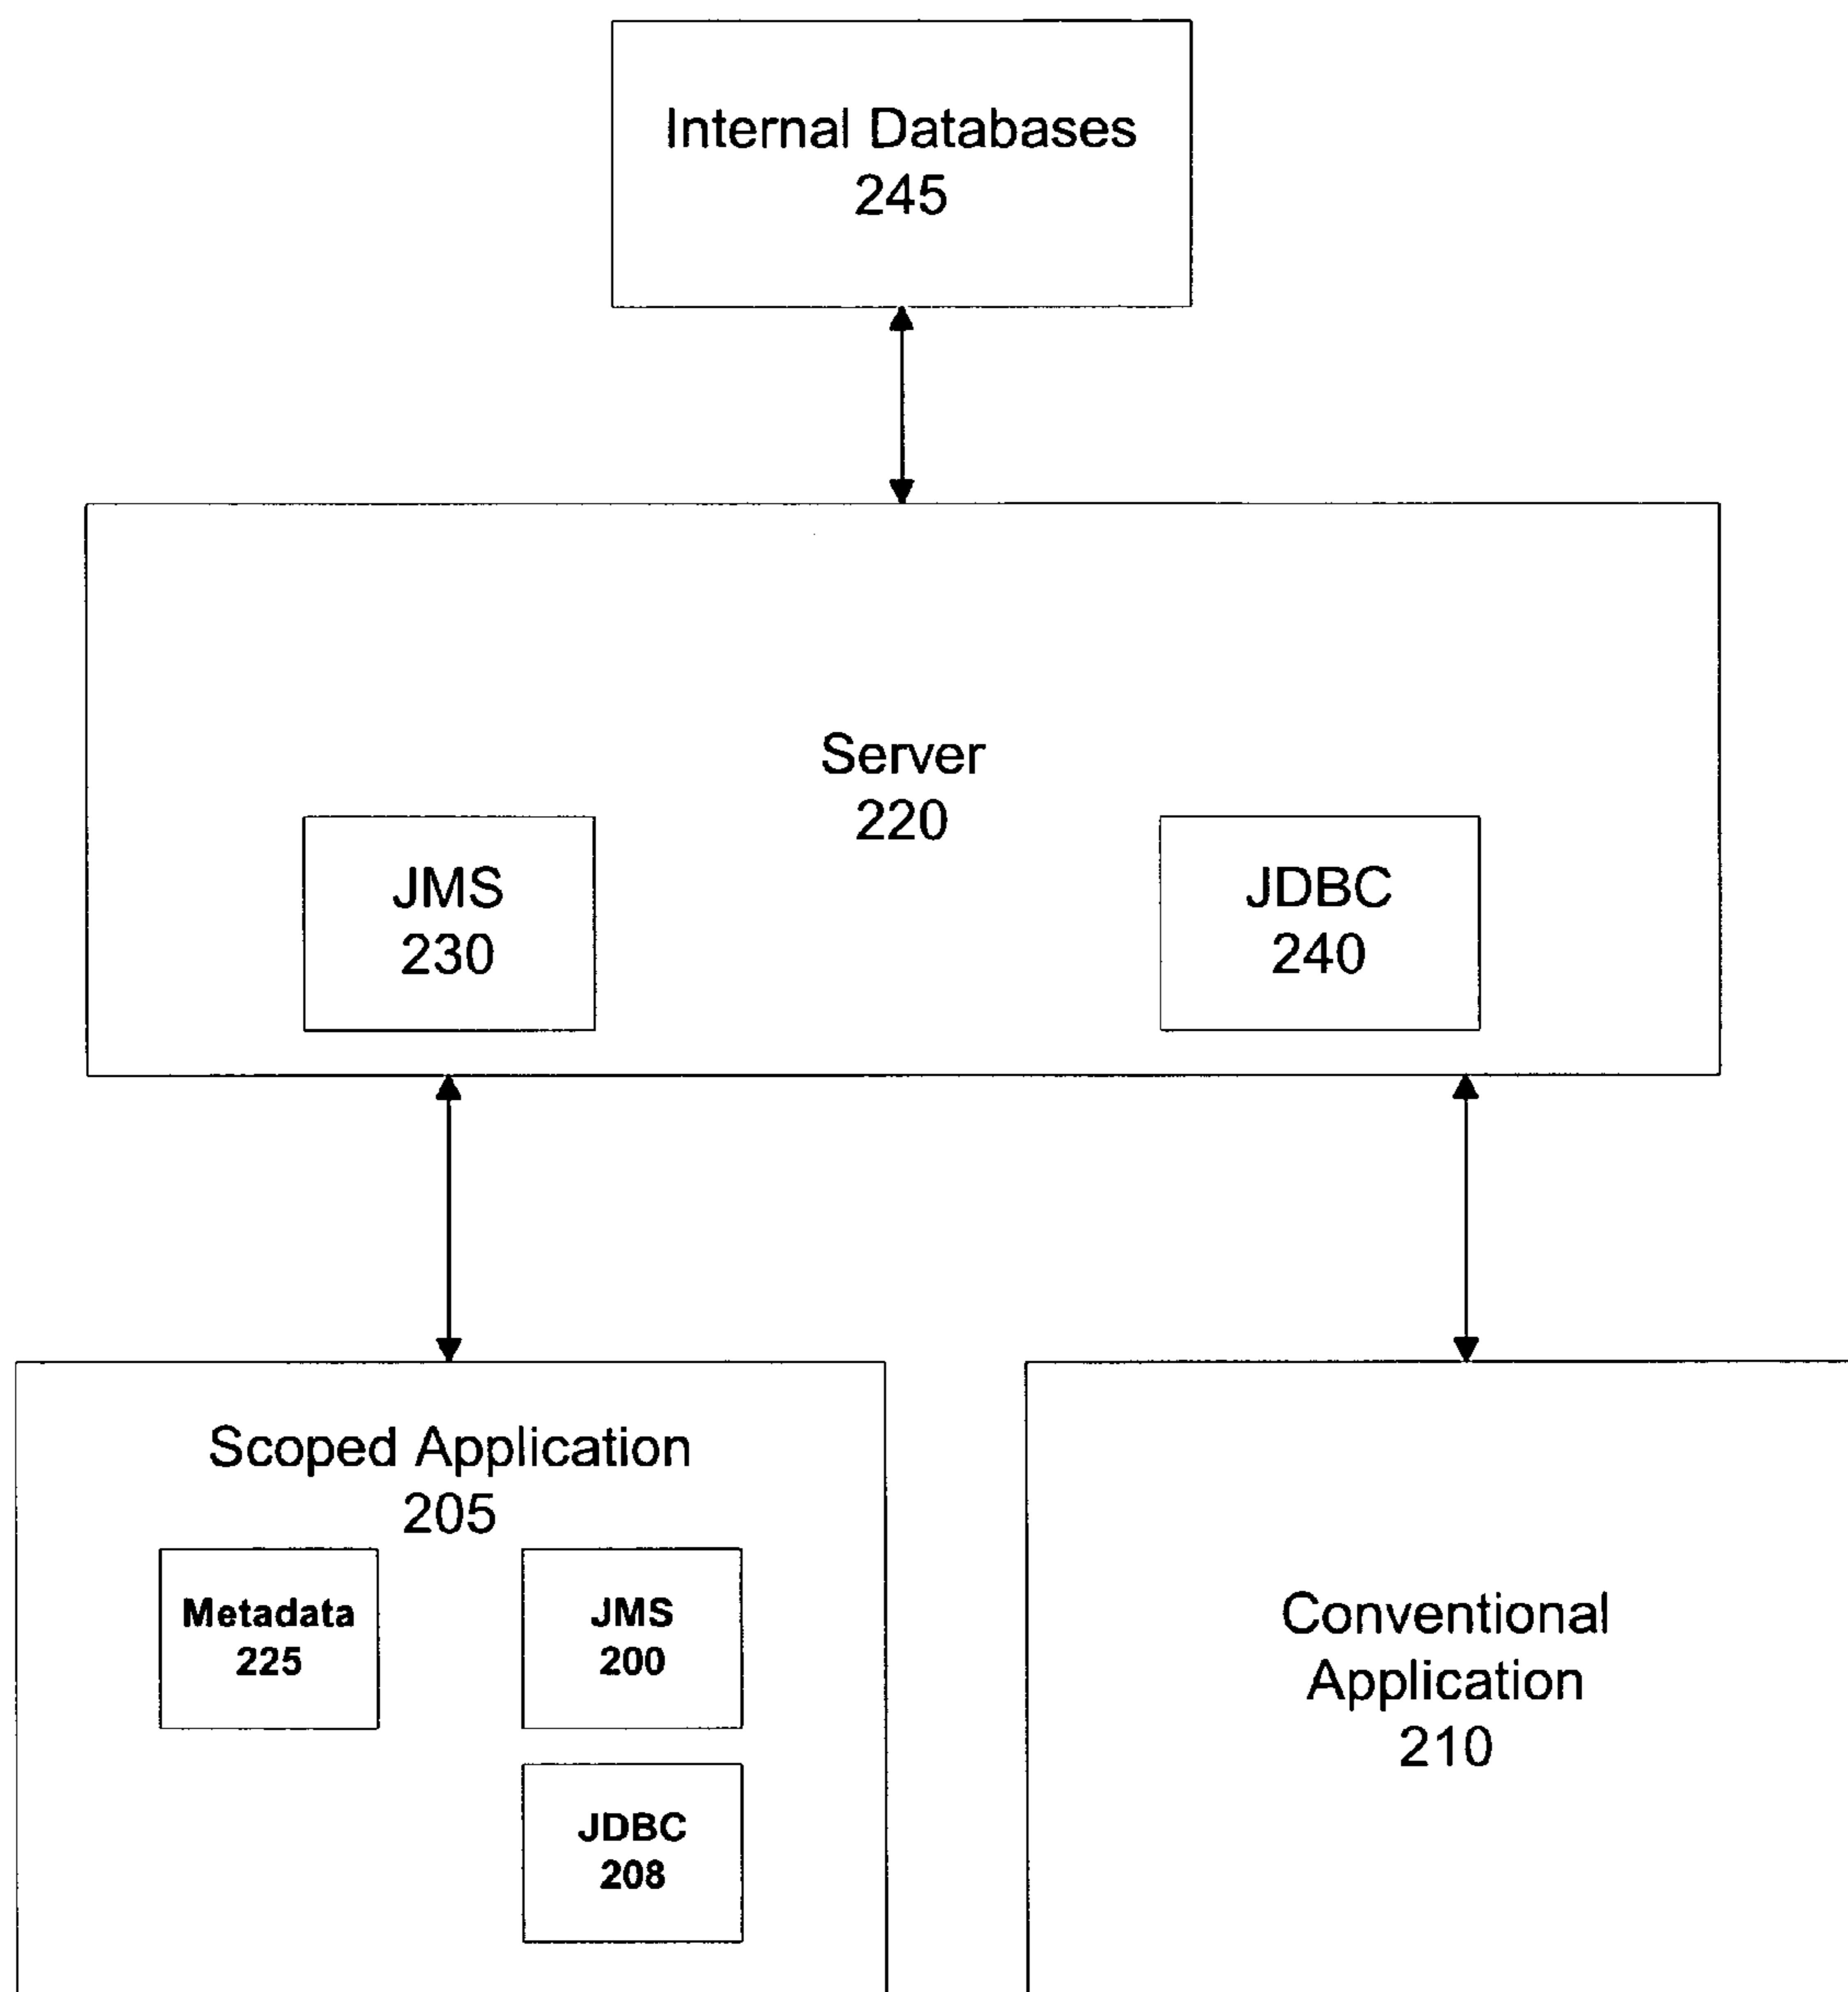 Internal Databases
245
Server
220
JMS
230
JDBC
240
Scoped Application
205
Metadata
225
JMS
200
JDBC
208
Conventional
Application
210